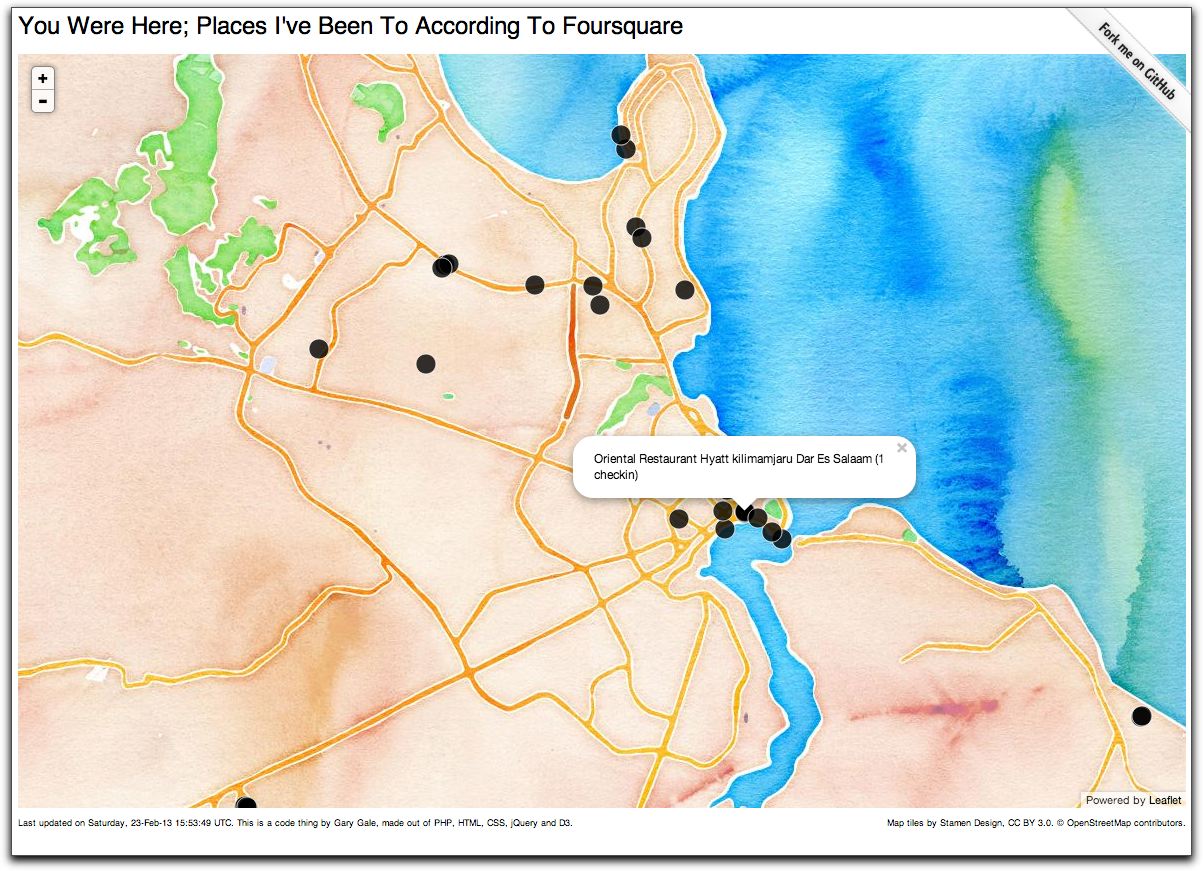 You Were Here; Places I've Been To According To Foursquare
Fork me on GitHub
+
-
Oriental Restaurant Hyatt kilimamjaru Dar Es Salaam (1
checkin)
×
Powered by Leaflet
Last updated on Saturday, 23-Feb-13 15:53:49 UTC. This is a code thing by Gary Gale, made out of PHP, HTML, CSS, jQuery and D3.
Map tiles by Stamen Design, CC BY 3.0. © OpenStreetMap contributors.